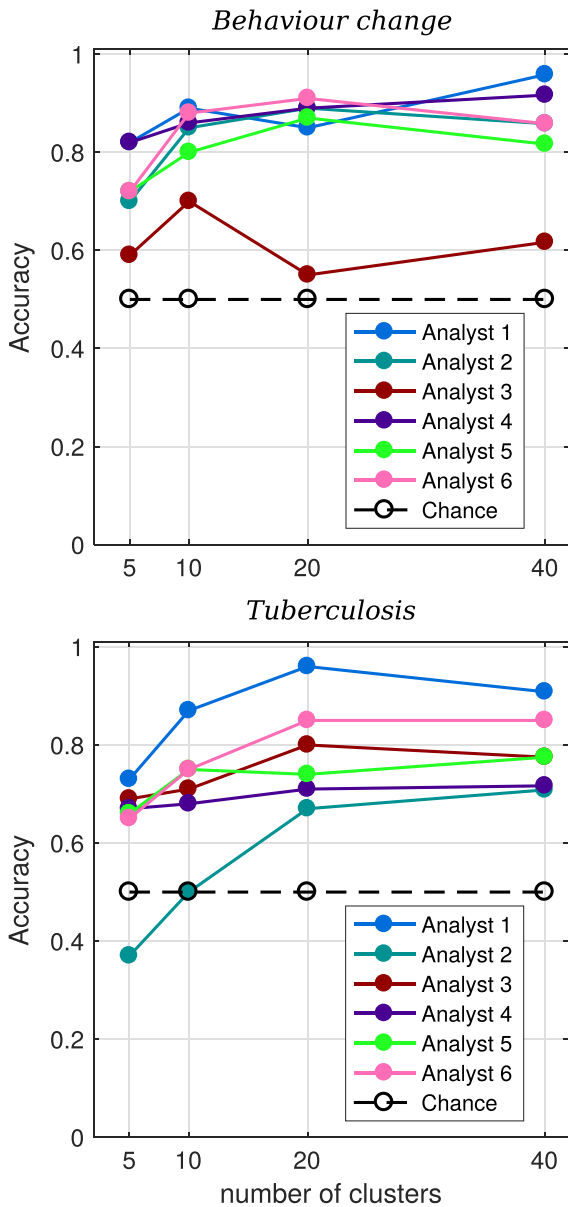 Behaviour change
1
0.8
0.6
0.4
0.2
0
Accuracy
Analyst 1
Analyst 2
Analyst 3
Analyst 4
Analyst 5
Analyst 6
Chance
5 10 20 40
Tuberculosis
1
0.8
0.6
0.4
0.2
0
Accuracy
Analyst 1
Analyst 2
Analyst 3
Analyst 4
Analyst 5
Analyst 6
Chance
5 10 20 40
number of clusters